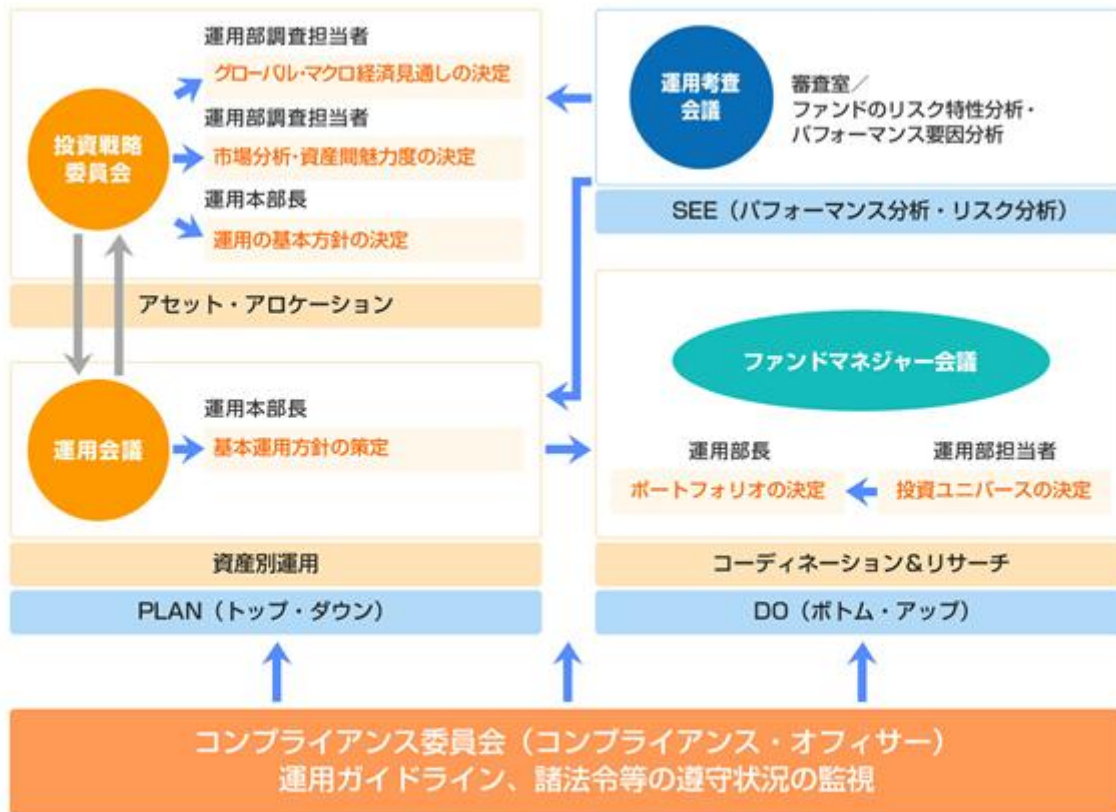 運用部調査担当者
グローバル・マクロ経済見通しの決定
投資戦略
委員会
運用部調査担当者
市場分析・資産間魅力度の決定
運用本部長
運用の基本方針の決定
アセット・アロケーション
運用考査
会議
審査室／
ファンドのリスク特性分析・
パフォーマンス要因分析
SEE（パフォーマンス分析・リスク分析）
運用会議
運用本部長
基本運用方針の策定
資産別運用
PLAN（トップ・ダウン）
ファンドマネジャー会議
運用部長
ポートフォリオの決定
運用部担当者
投資ユニバースの決定
コーディネーション＆リサーチ
DO（ボトム・アップ）
コンプライアンス委員会（コンプライアンス・オフィサー）
運用ガイドライン、諸法令等の遵守状況の監視